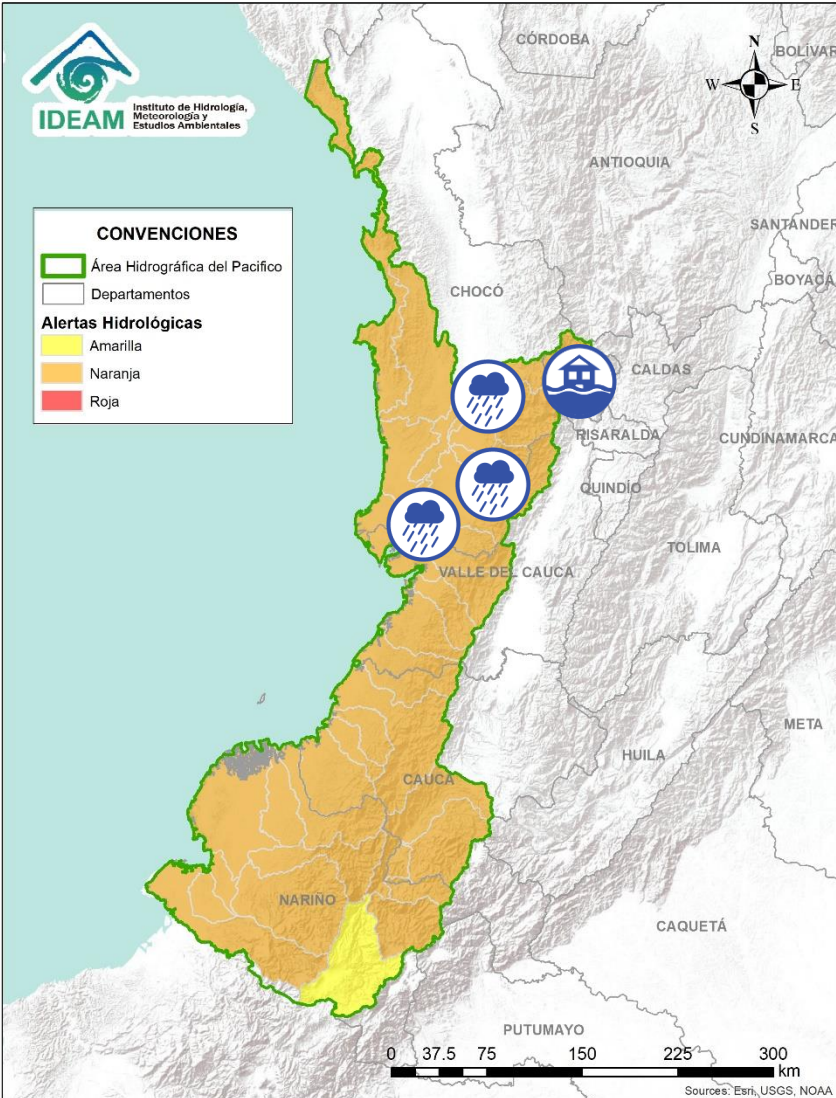 IDEAM
Instituto de Hidrología,
Meteorología y
Estudios Ambientales
CÓRDOBA
BOLÍVAR
N
W
E
S
ANTIOQUIA
SANTANDER
BOYACÁ
CONVENCIONES
Área Hidrográfica del Pacifico
Departamentos
Alertas Hidrológicas
Amarilla
Naranja
Roja
CHOCÓ
CALDAS
RISARALDA
CUNDINAMARCA
QUINDÍO
TOLIMA
VALLE DEL CAUCA
META
HUILA
CAUCA
NARIÑO
CAQUETÁ
PUTUMAYO
0 37.5 75 150 225 300
km
Sources: Esri, USGS, NOAA